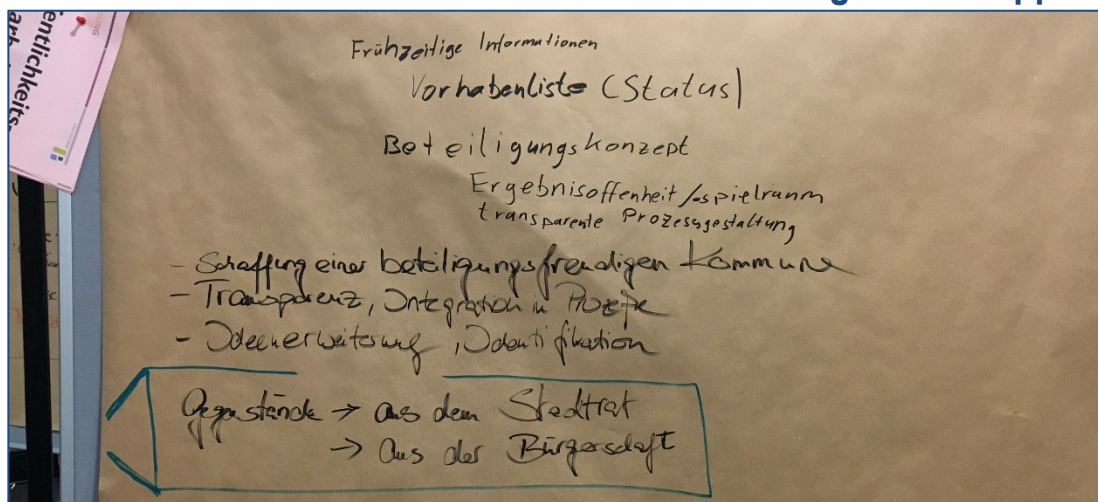 Frühzeitige Informationen
Vorhabenliste (Status)
Beteiligungskonzept
Ergebnisoffenheit/-spielraum
transparente Prozessgestaltung
- Schaffung einer beteiligungsfreudigen Kommune
- Transparenz, Integration in Prozeße
- Ideenerweiterung, Identifikation
Gegenstände → aus dem Stadtrat
→ aus der Bürgerschaft
entlichkeits-